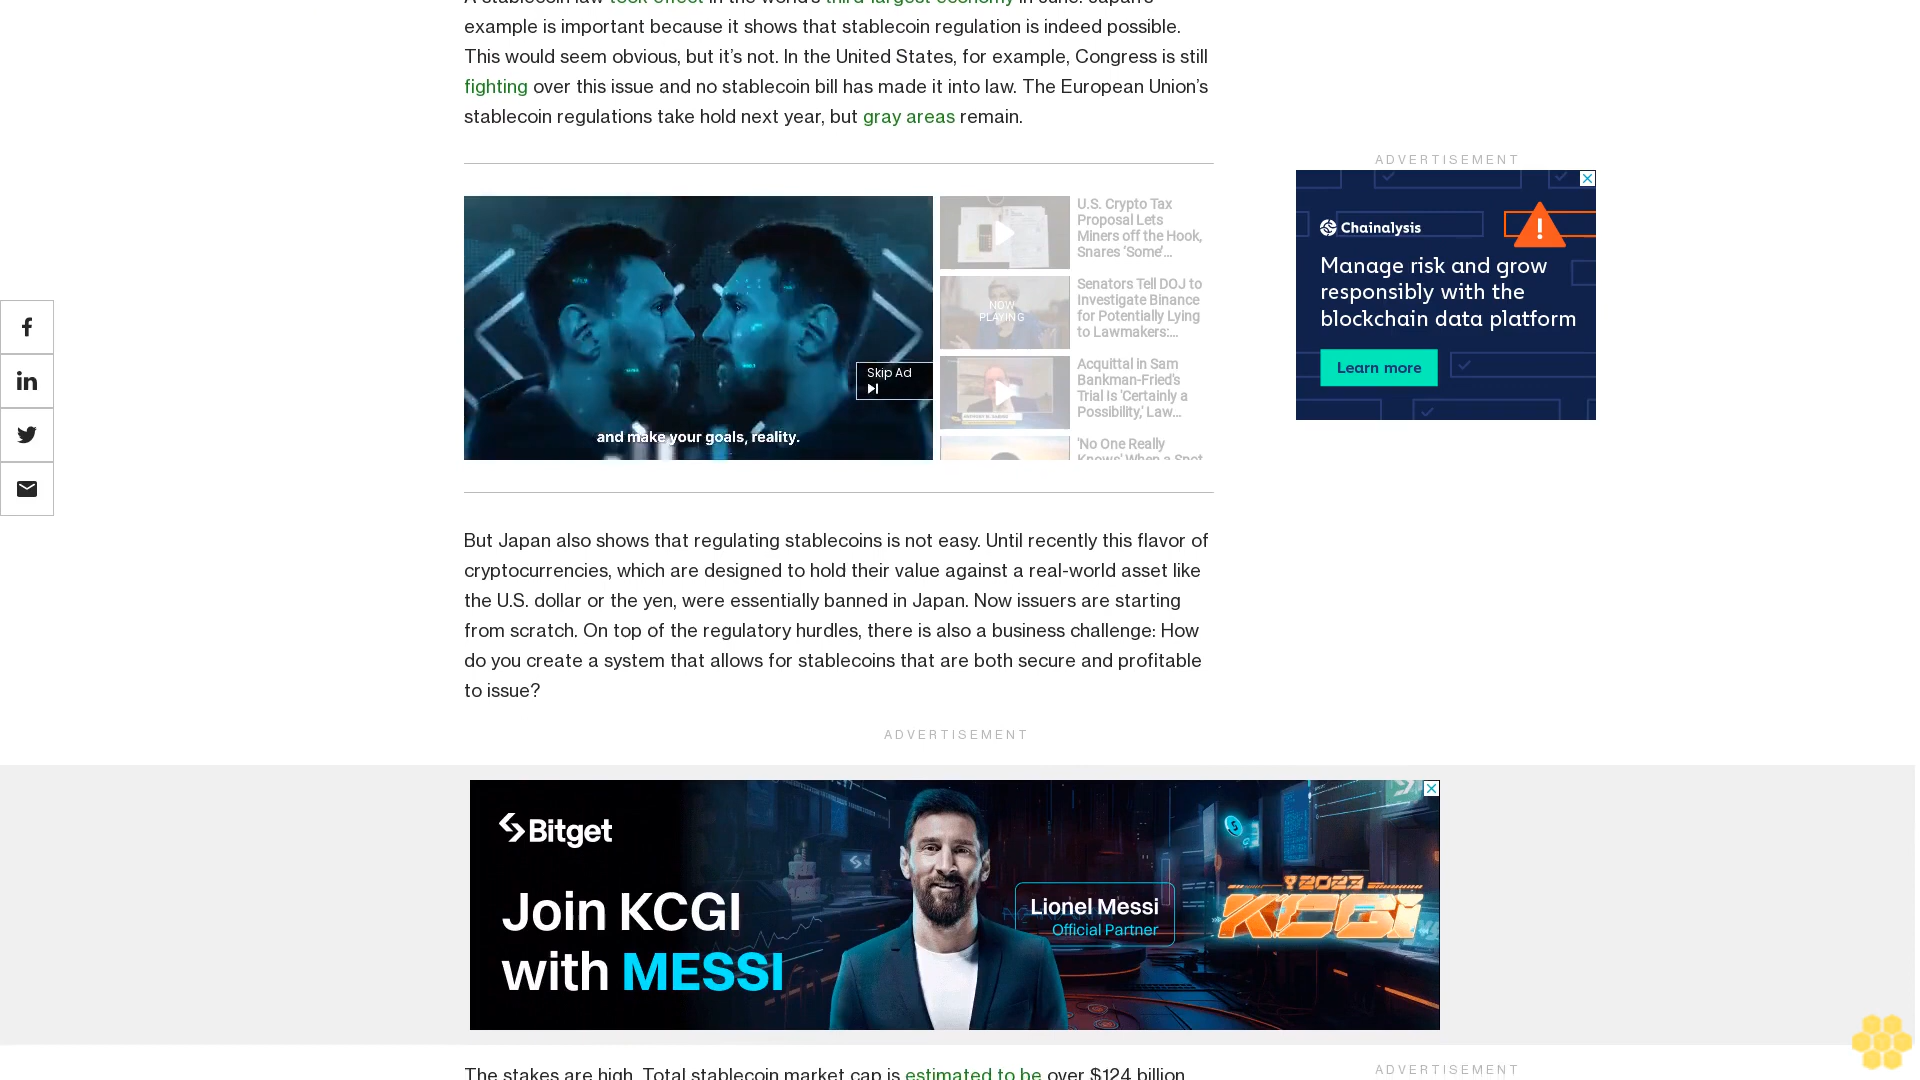 A stablecoin law took effect in the world's third-largest economy in June. Japan's
example is important because it shows that stablecoin regulation is indeed possible.
This would seem obvious, but it’s not. In the United States, for example, Congress is still
fighting over this issue and no stablecoin bill has made it into law. The European Union’s
stablecoin regulations take hold next year, but gray areas remain.
ADVERTISEMENT
Chainalysis
Manage risk and grow
responsibly with the
blockchain data platform
Learn more
Skip Ad
and make your goals, reality.
U.S. Crypto Tax
Proposal Lets
Miners off the Hook,
Snares ‘Some’...
NOW
PLAYING
Senators Tell DOJ to
Investigate Binance
for Potentially Lying
to Lawmakers:...
Acquittal in Sam
Bankman-Fried's
Trial Is 'Certainly a
Possibility,' Law...
'No One Really
Knows' When a Spot
But Japan also shows that regulating stablecoins is not easy. Until recently this flavor of
cryptocurrencies, which are designed to hold their value against a real-world asset like
the U.S. dollar or the yen, were essentially banned in Japan. Now issuers are starting
from scratch. On top of the regulatory hurdles, there is also a business challenge: How
do you create a system that allows for stablecoins that are both secure and profitable
to issue?
ADVERTISEMENT
Bitget
Join KCGI
with MESSI
Lionel Messi
Official Partner
2023
KCGI
The stakes are high. Total stablecoin market cap is estimated to be over $124 billion,
ADVERTISEMENT